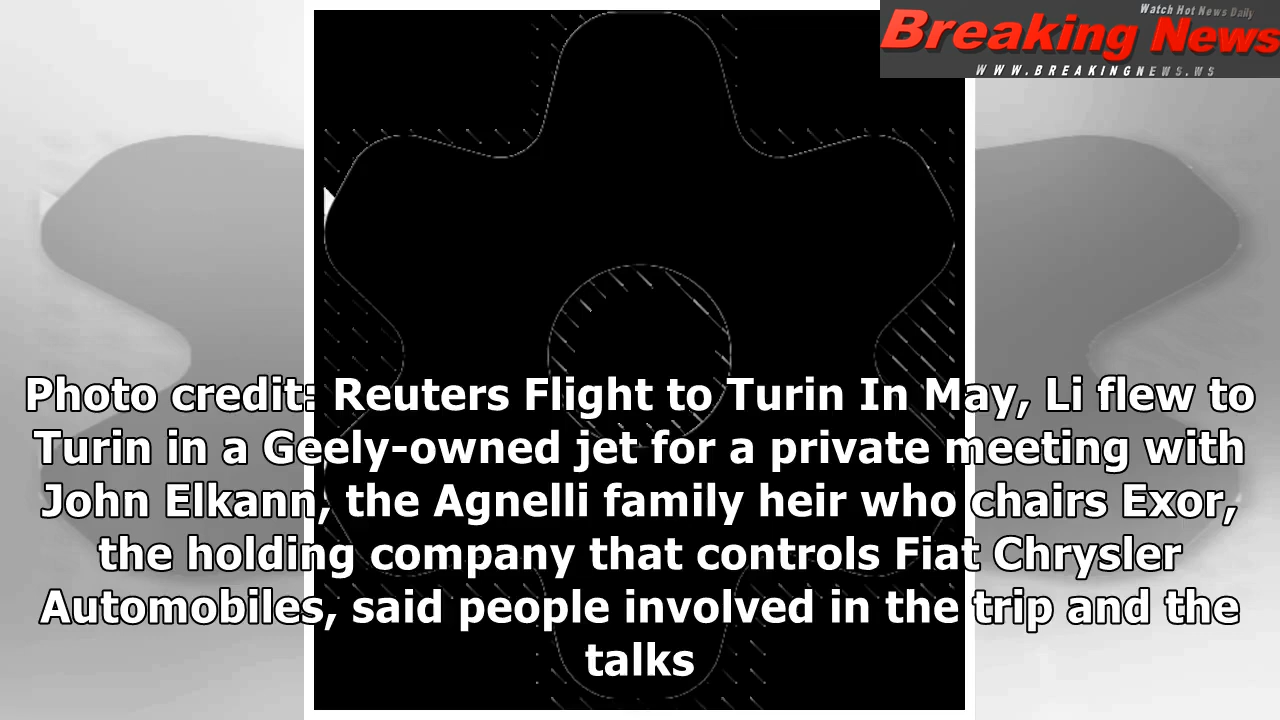 Watch Hot News Daily
Breaking News
WWW.BREAKINGNEWS.WS
Photo credit: Reuters Flight to Turin In May, Li flew to
Turin in a Geely-owned jet for a private meeting with
John Elkann, the Agnelli family heir who chairs Exor,
the holding company that controls Fiat Chrysler
Automobiles, said people involved in the trip and the
talks